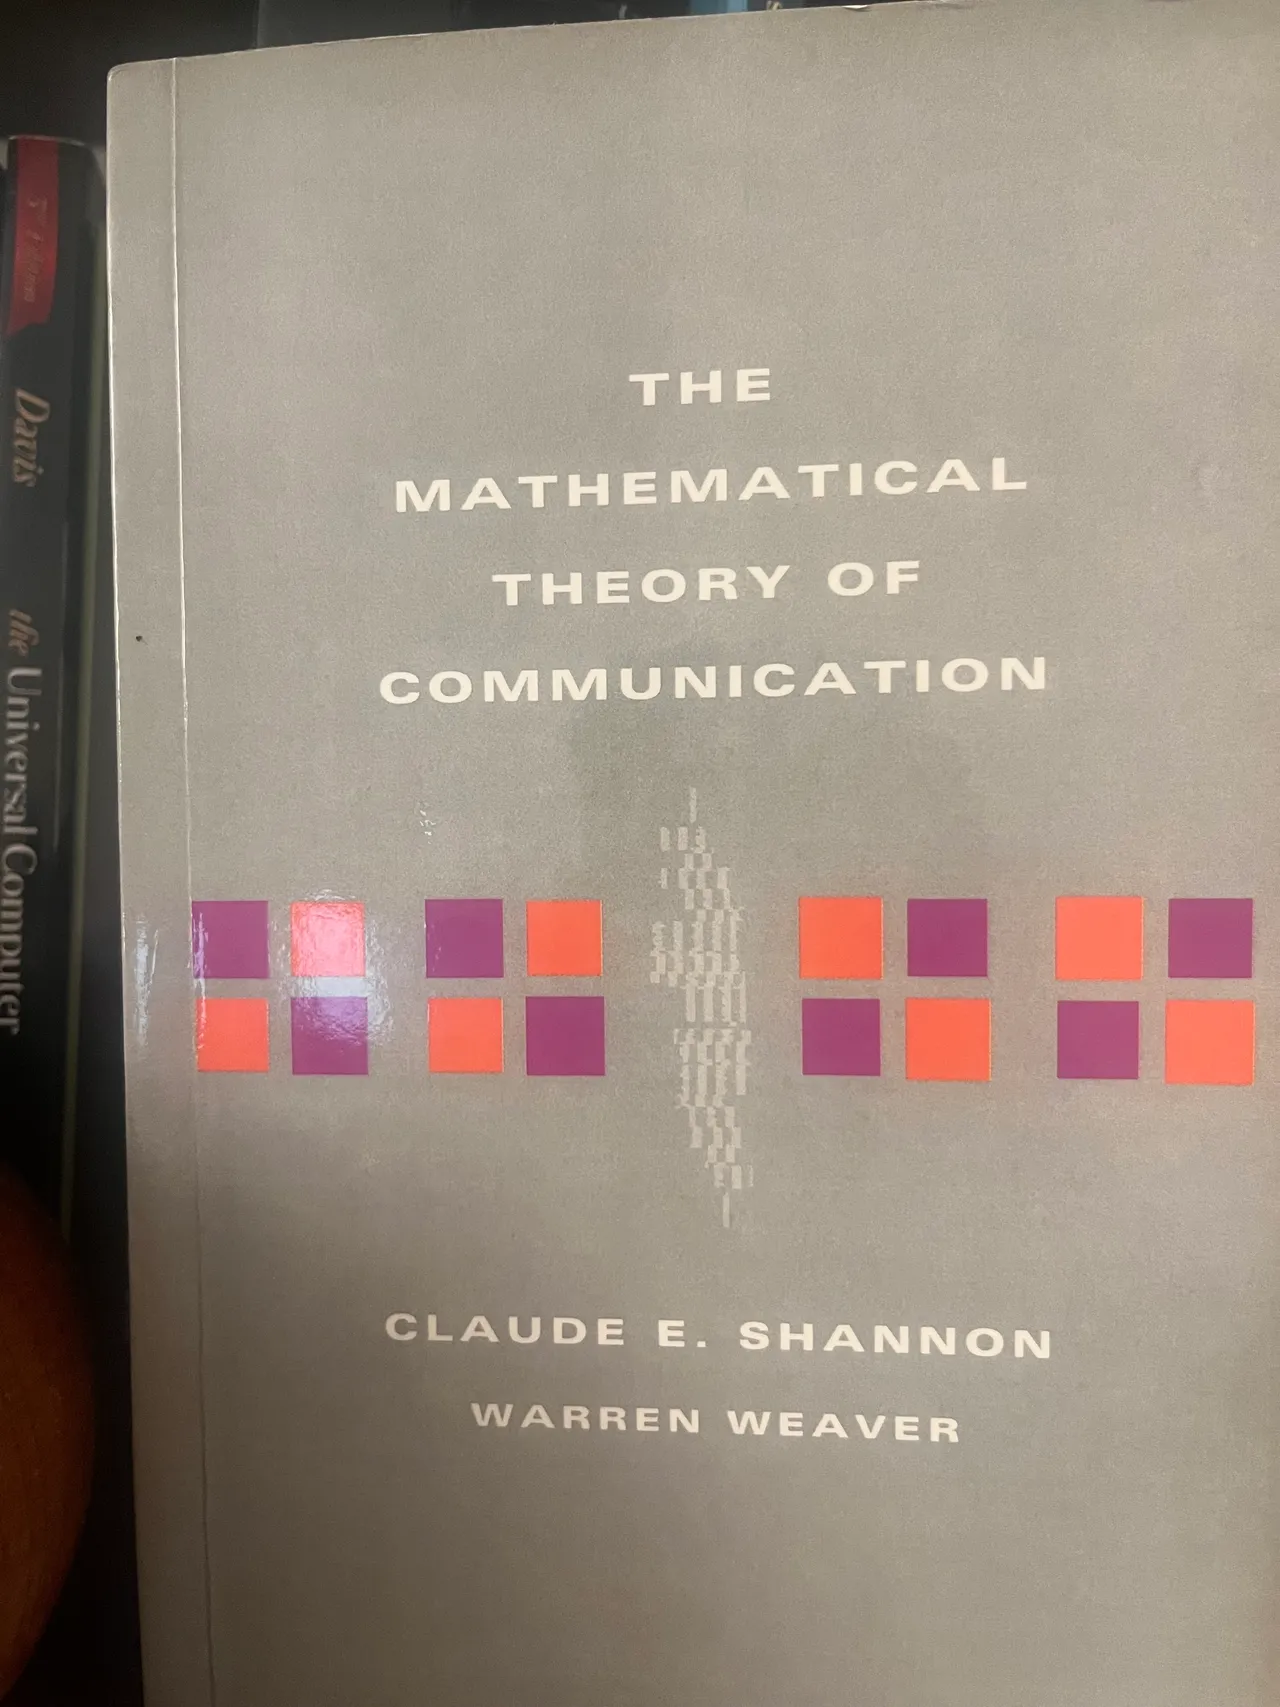 THE
MATHEMATICAL
THEORY OF
COMMUNICATION
CLAUDE E. SHANNON
WARREN WEAVER
Davis
the Universal Computer